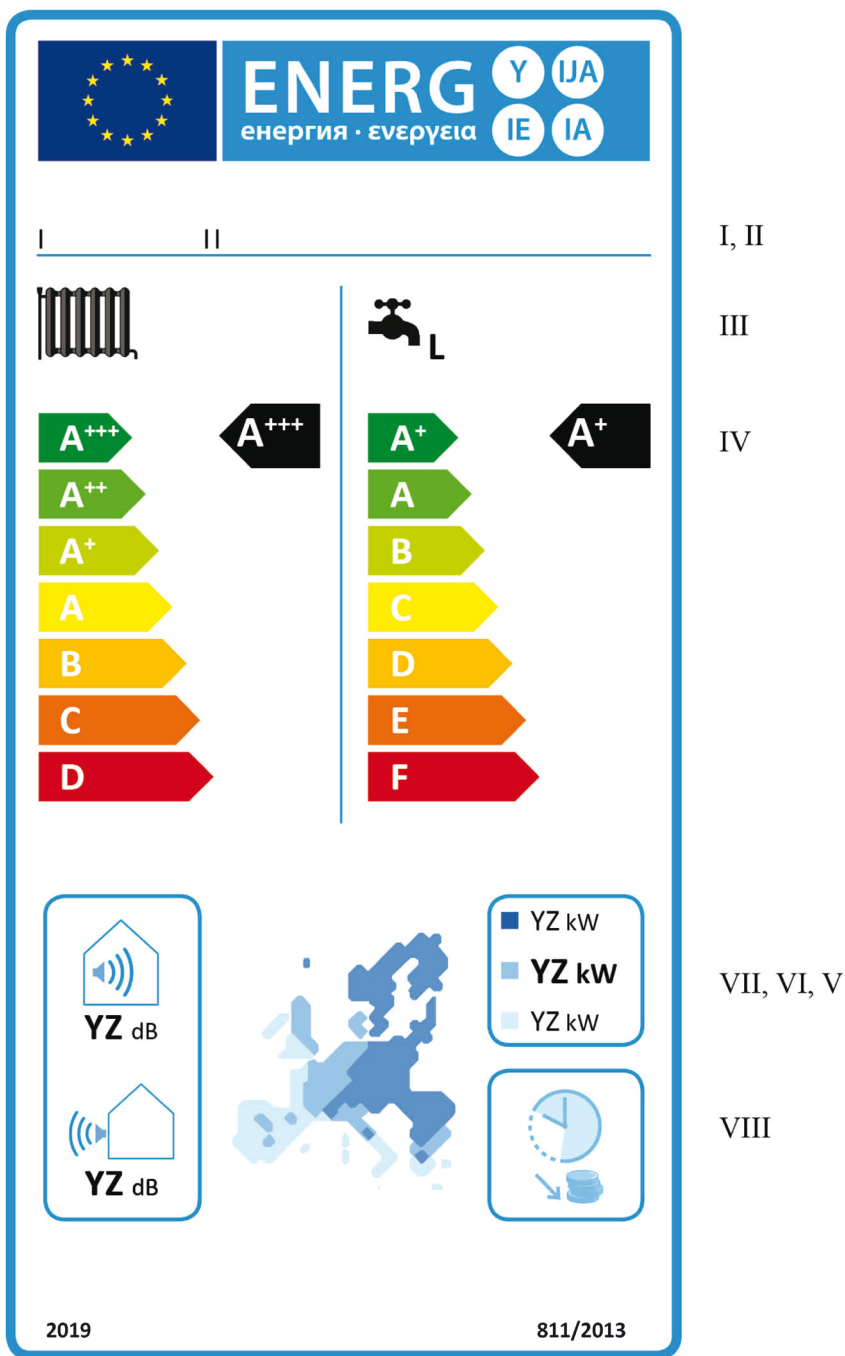 ENERG Y IJA
енергия · ενεργεια IE IA
I II I, II
III
L
A+++ A+++ A+ A+ IV
A++ A
A+ B
A C
B D
C E
D F
YZ kW
YZ kW VII, VI, V
YZ dB YZ kW
VIII
YZ dB
2019 811/2013